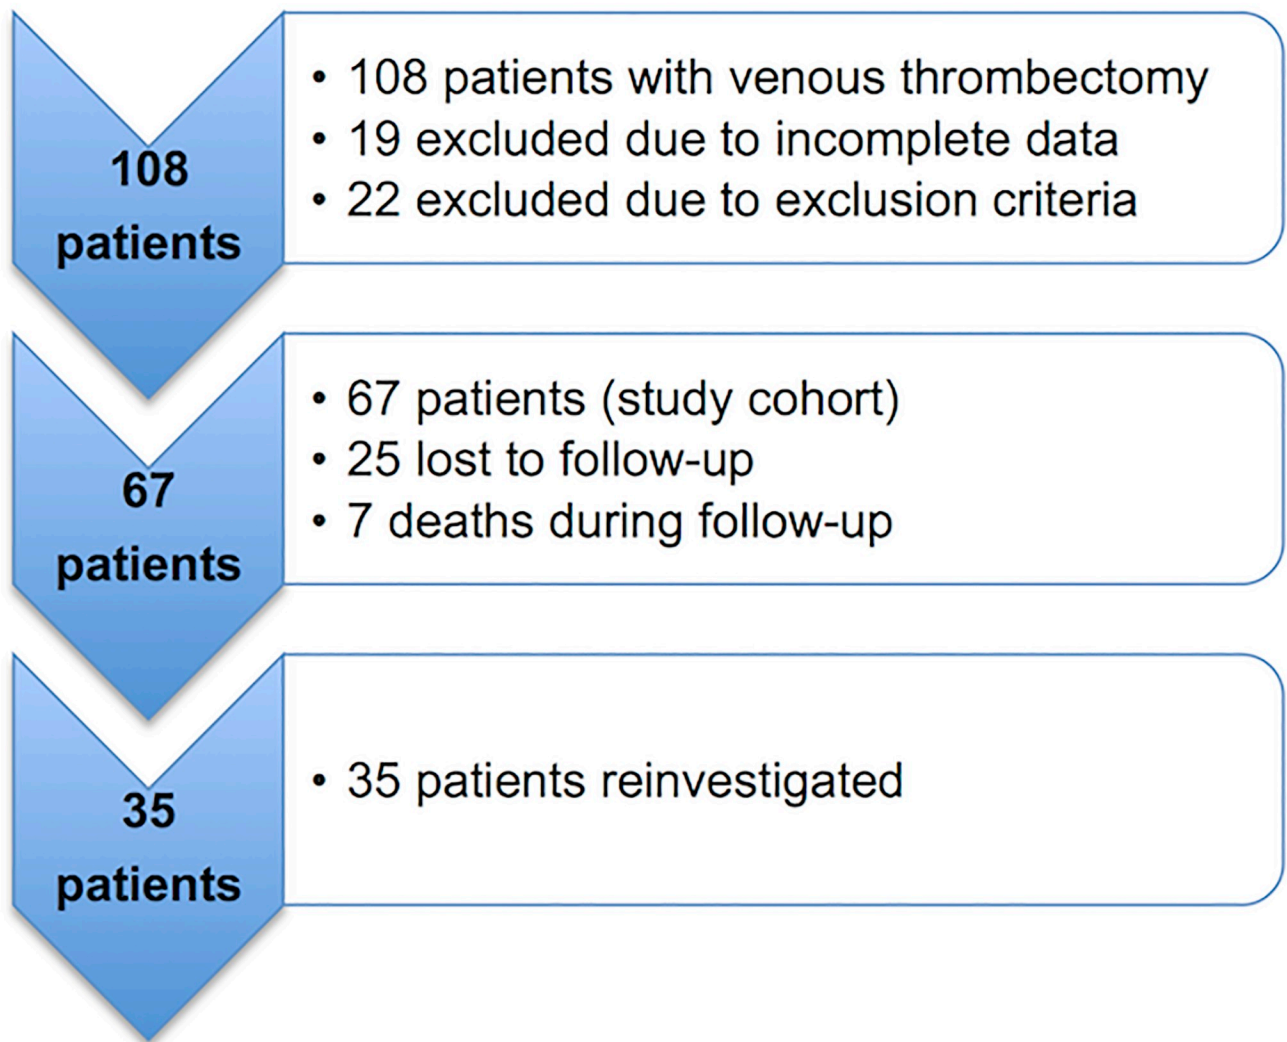 108
patients
• 108 patients with venous thrombectomy
• 19 excluded due to incomplete data
• 22 excluded due to exclusion criteria
67
patients
• 67 patients (study cohort)
• 25 lost to follow-up
• 7 deaths during follow-up
35
patients
• 35 patients reinvestigated